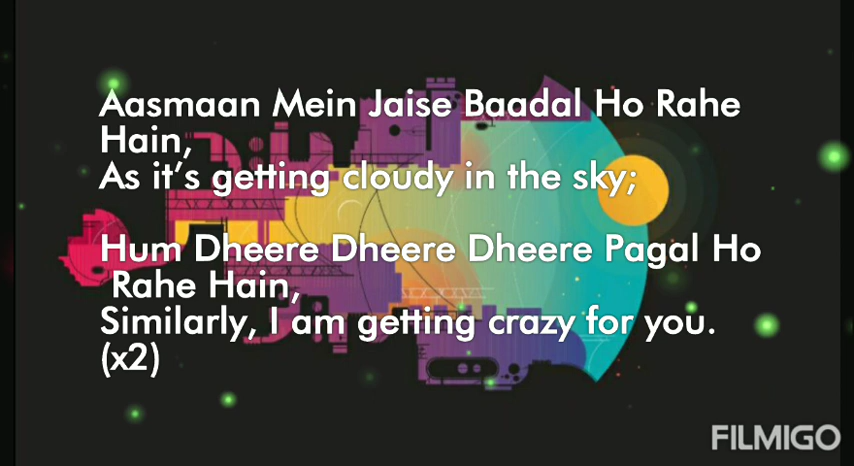 Aasmaan Mein Jaise Baadal Ho Rahe
Hain,
As it's getting cloudy in the sky;
Hum Dheere Dheere Dheere Pagal Ho
Rahe Hain,
Similarly, I am getting crazy for you.
(x2)
FILMIGO